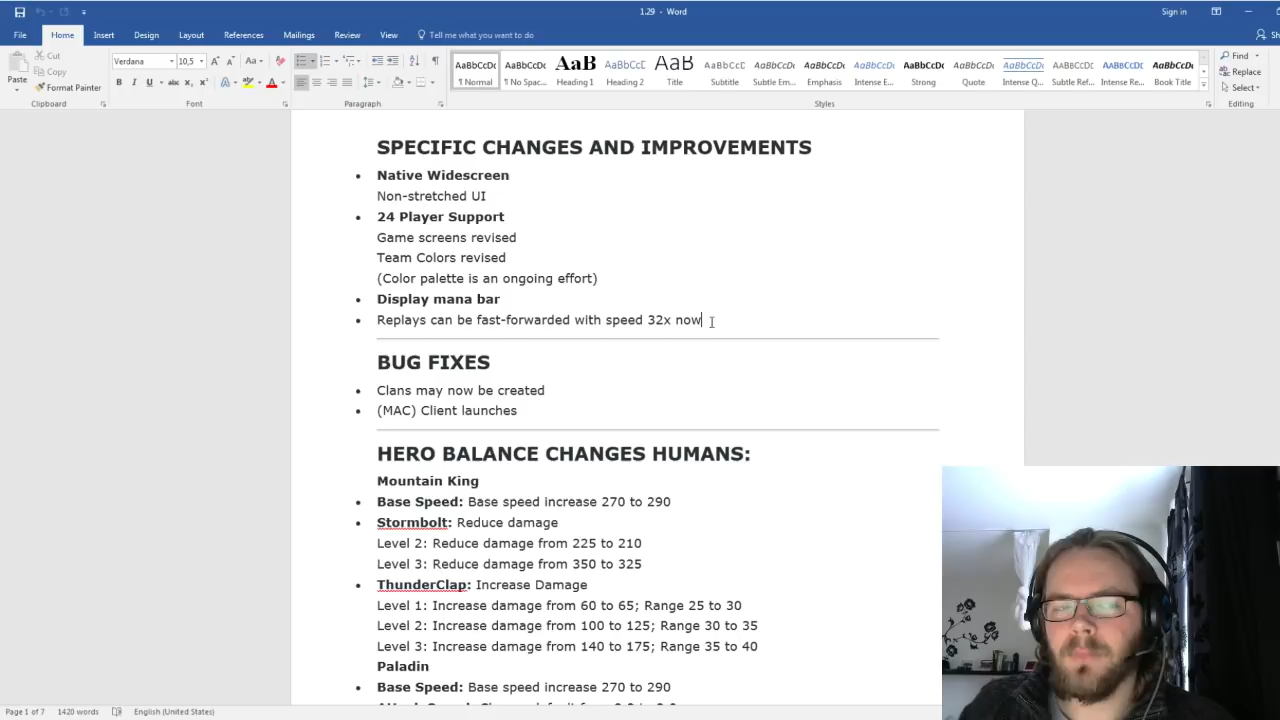 1.29 - Word
Sign in
File Home Insert Design Layout References Mailings Review View Tell me what you want to do
Paste
Cut
Copy
Format Painter
Clipboard
Verdana 10,5
Font
Paragraph
AaBbCcDc AaBbCcDc AaBbC AaBbCcDc AaBb AaBbCcDc AaBbCcDc AaBbCcDc AaBbCcDc AaBbCcDc AaBbCcDc AaBbCcDc AaBbCcDc AaBbCcDc AaBbCcDc
¶ Normal ¶ No Spac... Heading 1 Heading 2 Title Subtitle Subtle Em... Emphasis Intense E... Strong Quote Intense Q... Subtle Ref... Intense Re... Book Title
Styles
Find
Replace
Select
Editing
SPECIFIC CHANGES AND IMPROVEMENTS
• Native Widescreen
Non-stretched UI
• 24 Player Support
Game screens revised
Team Colors revised
(Color palette is an ongoing effort)
• Display mana bar
• Replays can be fast-forwarded with speed 32x now
BUG FIXES
• Clans may now be created
• (MAC) Client launches
HERO BALANCE CHANGES HUMANS:
Mountain King
• Base Speed: Base speed increase 270 to 290
• Stormbolt: Reduce damage
Level 2: Reduce damage from 225 to 210
Level 3: Reduce damage from 350 to 325
• ThunderClap: Increase Damage
Level 1: Increase damage from 60 to 65; Range 25 to 30
Level 2: Increase damage from 100 to 125; Range 30 to 35
Level 3: Increase damage from 140 to 175; Range 35 to 40
Paladin
• Base Speed: Base speed increase 270 to 290
Page 1 of 7 1420 words English (United States)